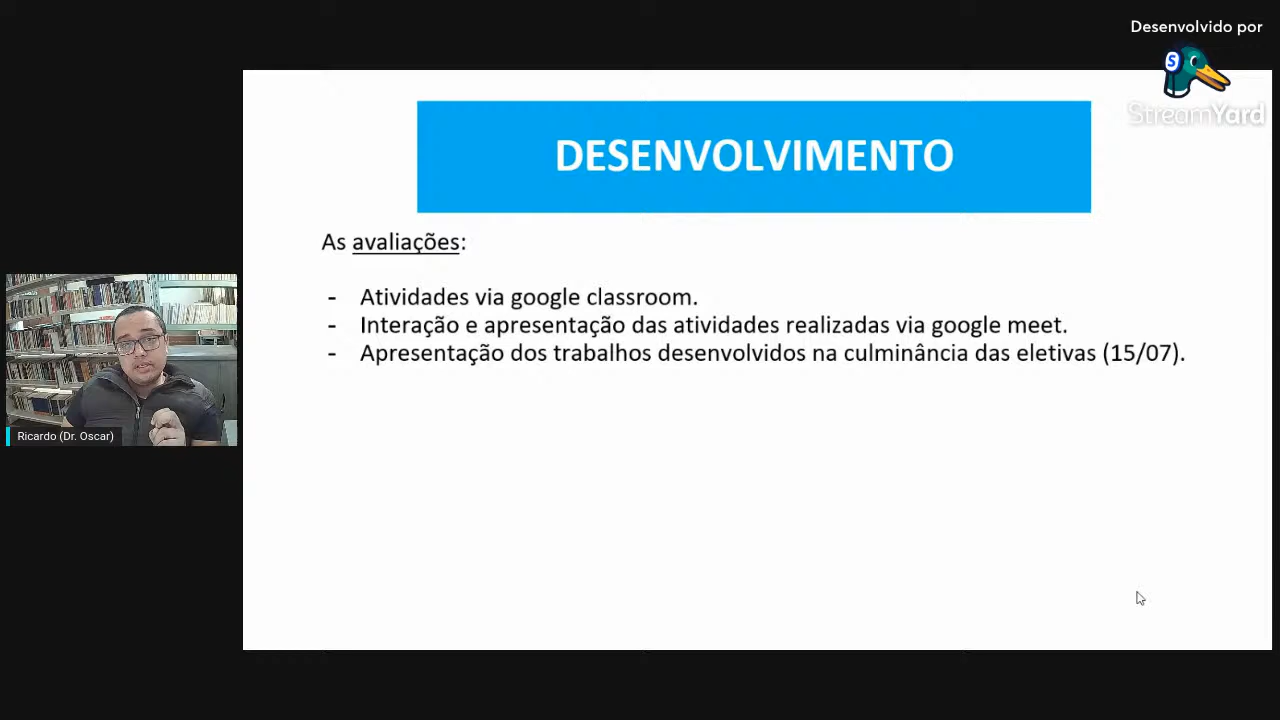 Desenvolvido por
S
StreamYard
DESENVOLVIMENTO
As avaliações:
- Atividades via google classroom.
- Interação e apresentação das atividades realizadas via google meet.
- Apresentação dos trabalhos desenvolvidos na culminância das eletivas (15/07).
Ricardo (Dr. Oscar)